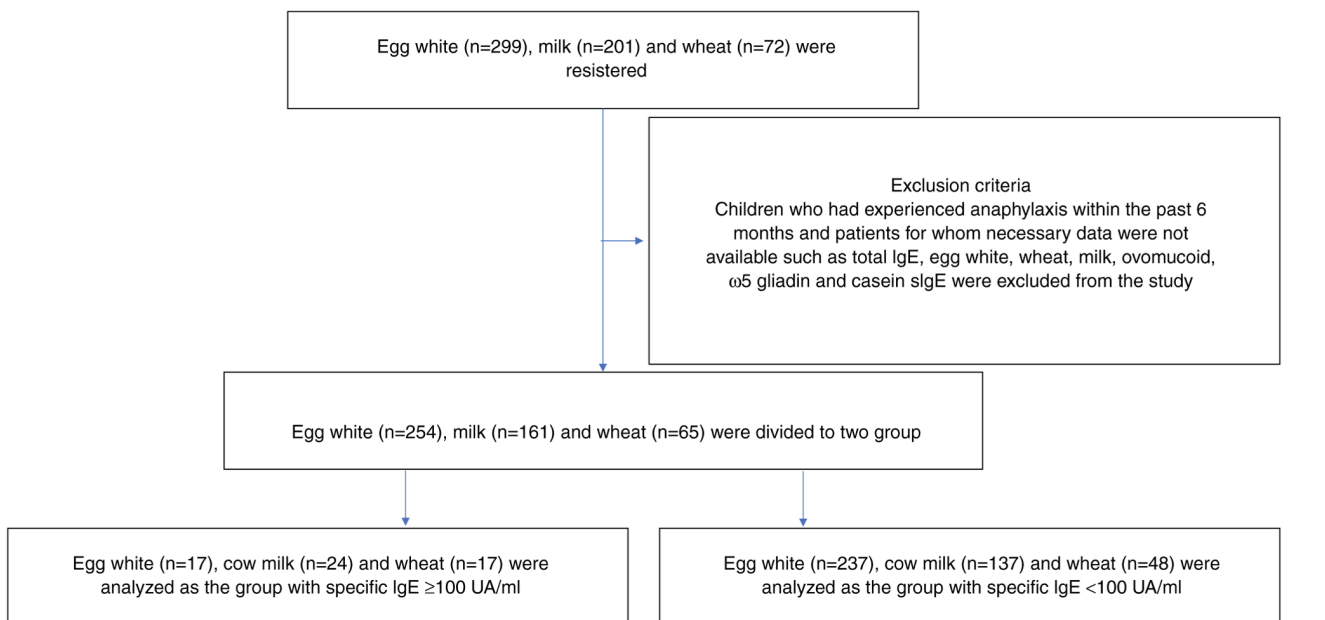 Egg white (n=299), milk (n=201) and wheat (n=72) were
resistered
Exclusion criteria
Children who had experienced anaphylaxis within the past 6
months and patients for whom necessary data were not
available such as total IgE, egg white, wheat, milk, ovomucoid,
ω5 gliadin and casein sIgE were excluded from the study
Egg white (n=254), milk (n=161) and wheat (n=65) were divided to two group
Egg white (n=17), cow milk (n=24) and wheat (n=17) were
analyzed as the group with specific IgE ≥100 UA/ml
Egg white (n=237), cow milk (n=137) and wheat (n=48) were
analyzed as the group with specific IgE <100 UA/ml